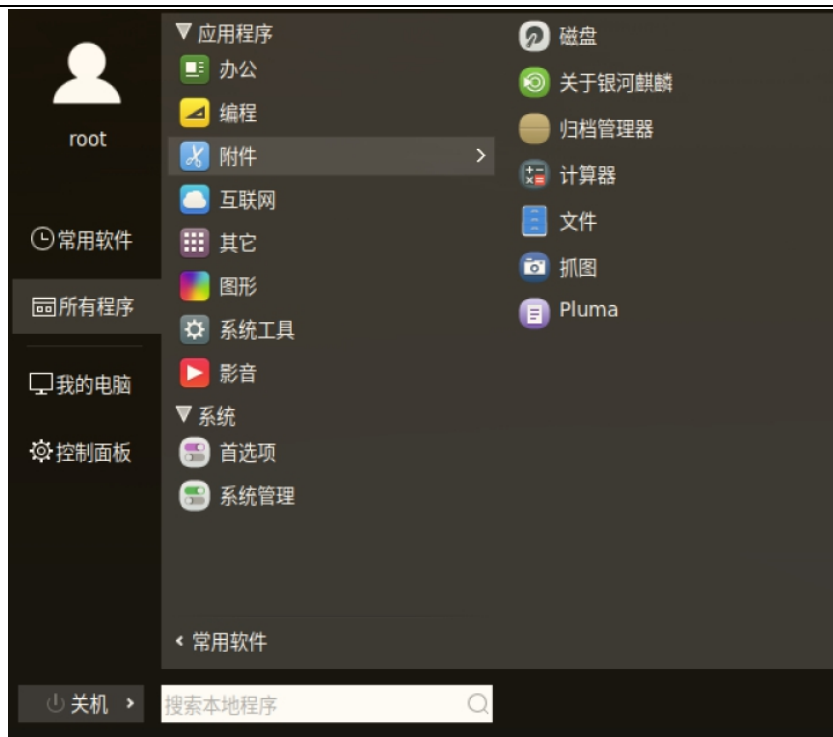 root
常用软件
所有程序
我的电脑
控制面板
关机
应用程序
办公
编程
附件
互联网
其它
图形
系统工具
影音
系统
首选项
系统管理
常用软件
搜索本地程序
磁盘
关于银河麒麟
归档管理器
计算器
文件
抓图
Pluma